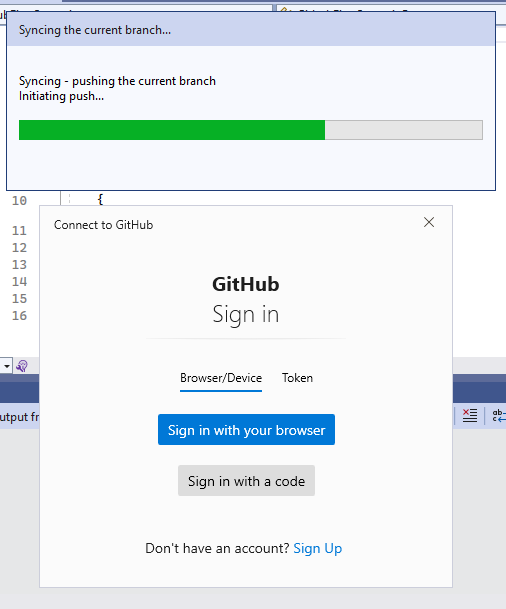 Syncing the current branch...
Syncing - pushing the current branch
Initiating push...
10 {
11
12
13
14
15
16
Connect to GitHub
GitHub
Sign in
Browser/Device Token
Sign in with your browser
Sign in with a code
Don't have an account? Sign Up
utput fr
ab-
c